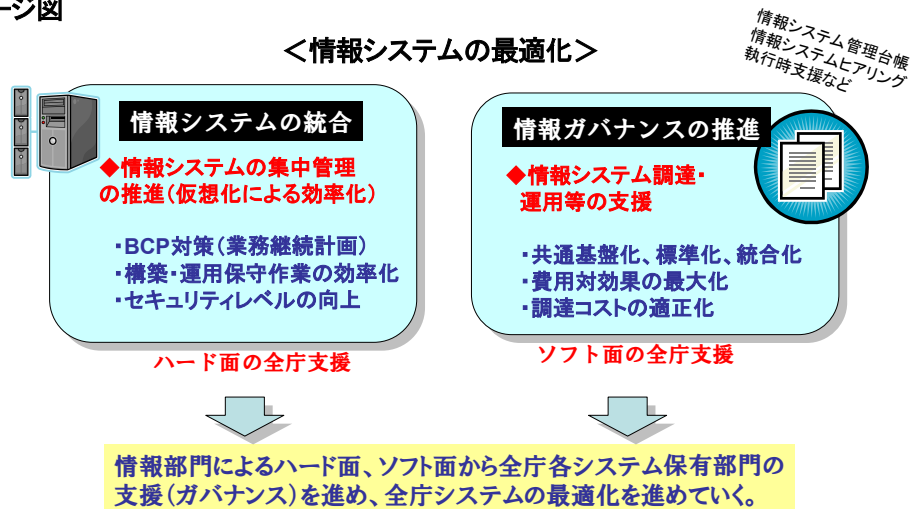 ージ図
＜情報システムの最適化＞
情報システム管理台帳
情報システムヒアリング
執行時支援など
情報システムの統合
◆情報システムの集中管理
の推進(仮想化による効率化)
・BCP対策(業務継続計画)
・構築・運用保守作業の効率化
・セキュリティレベルの向上
ハード面の全庁支援
情報ガバナンスの推進
◆情報システム調達・
運用等の支援
・共通基盤化、標準化、統合化
・費用対効果の最大化
・調達コストの適正化
ソフト面の全庁支援
情報部門によるハード面、ソフト面から全庁各システム保有部門の
支援(ガバナンス)を進め、全庁システムの最適化を進めていく。